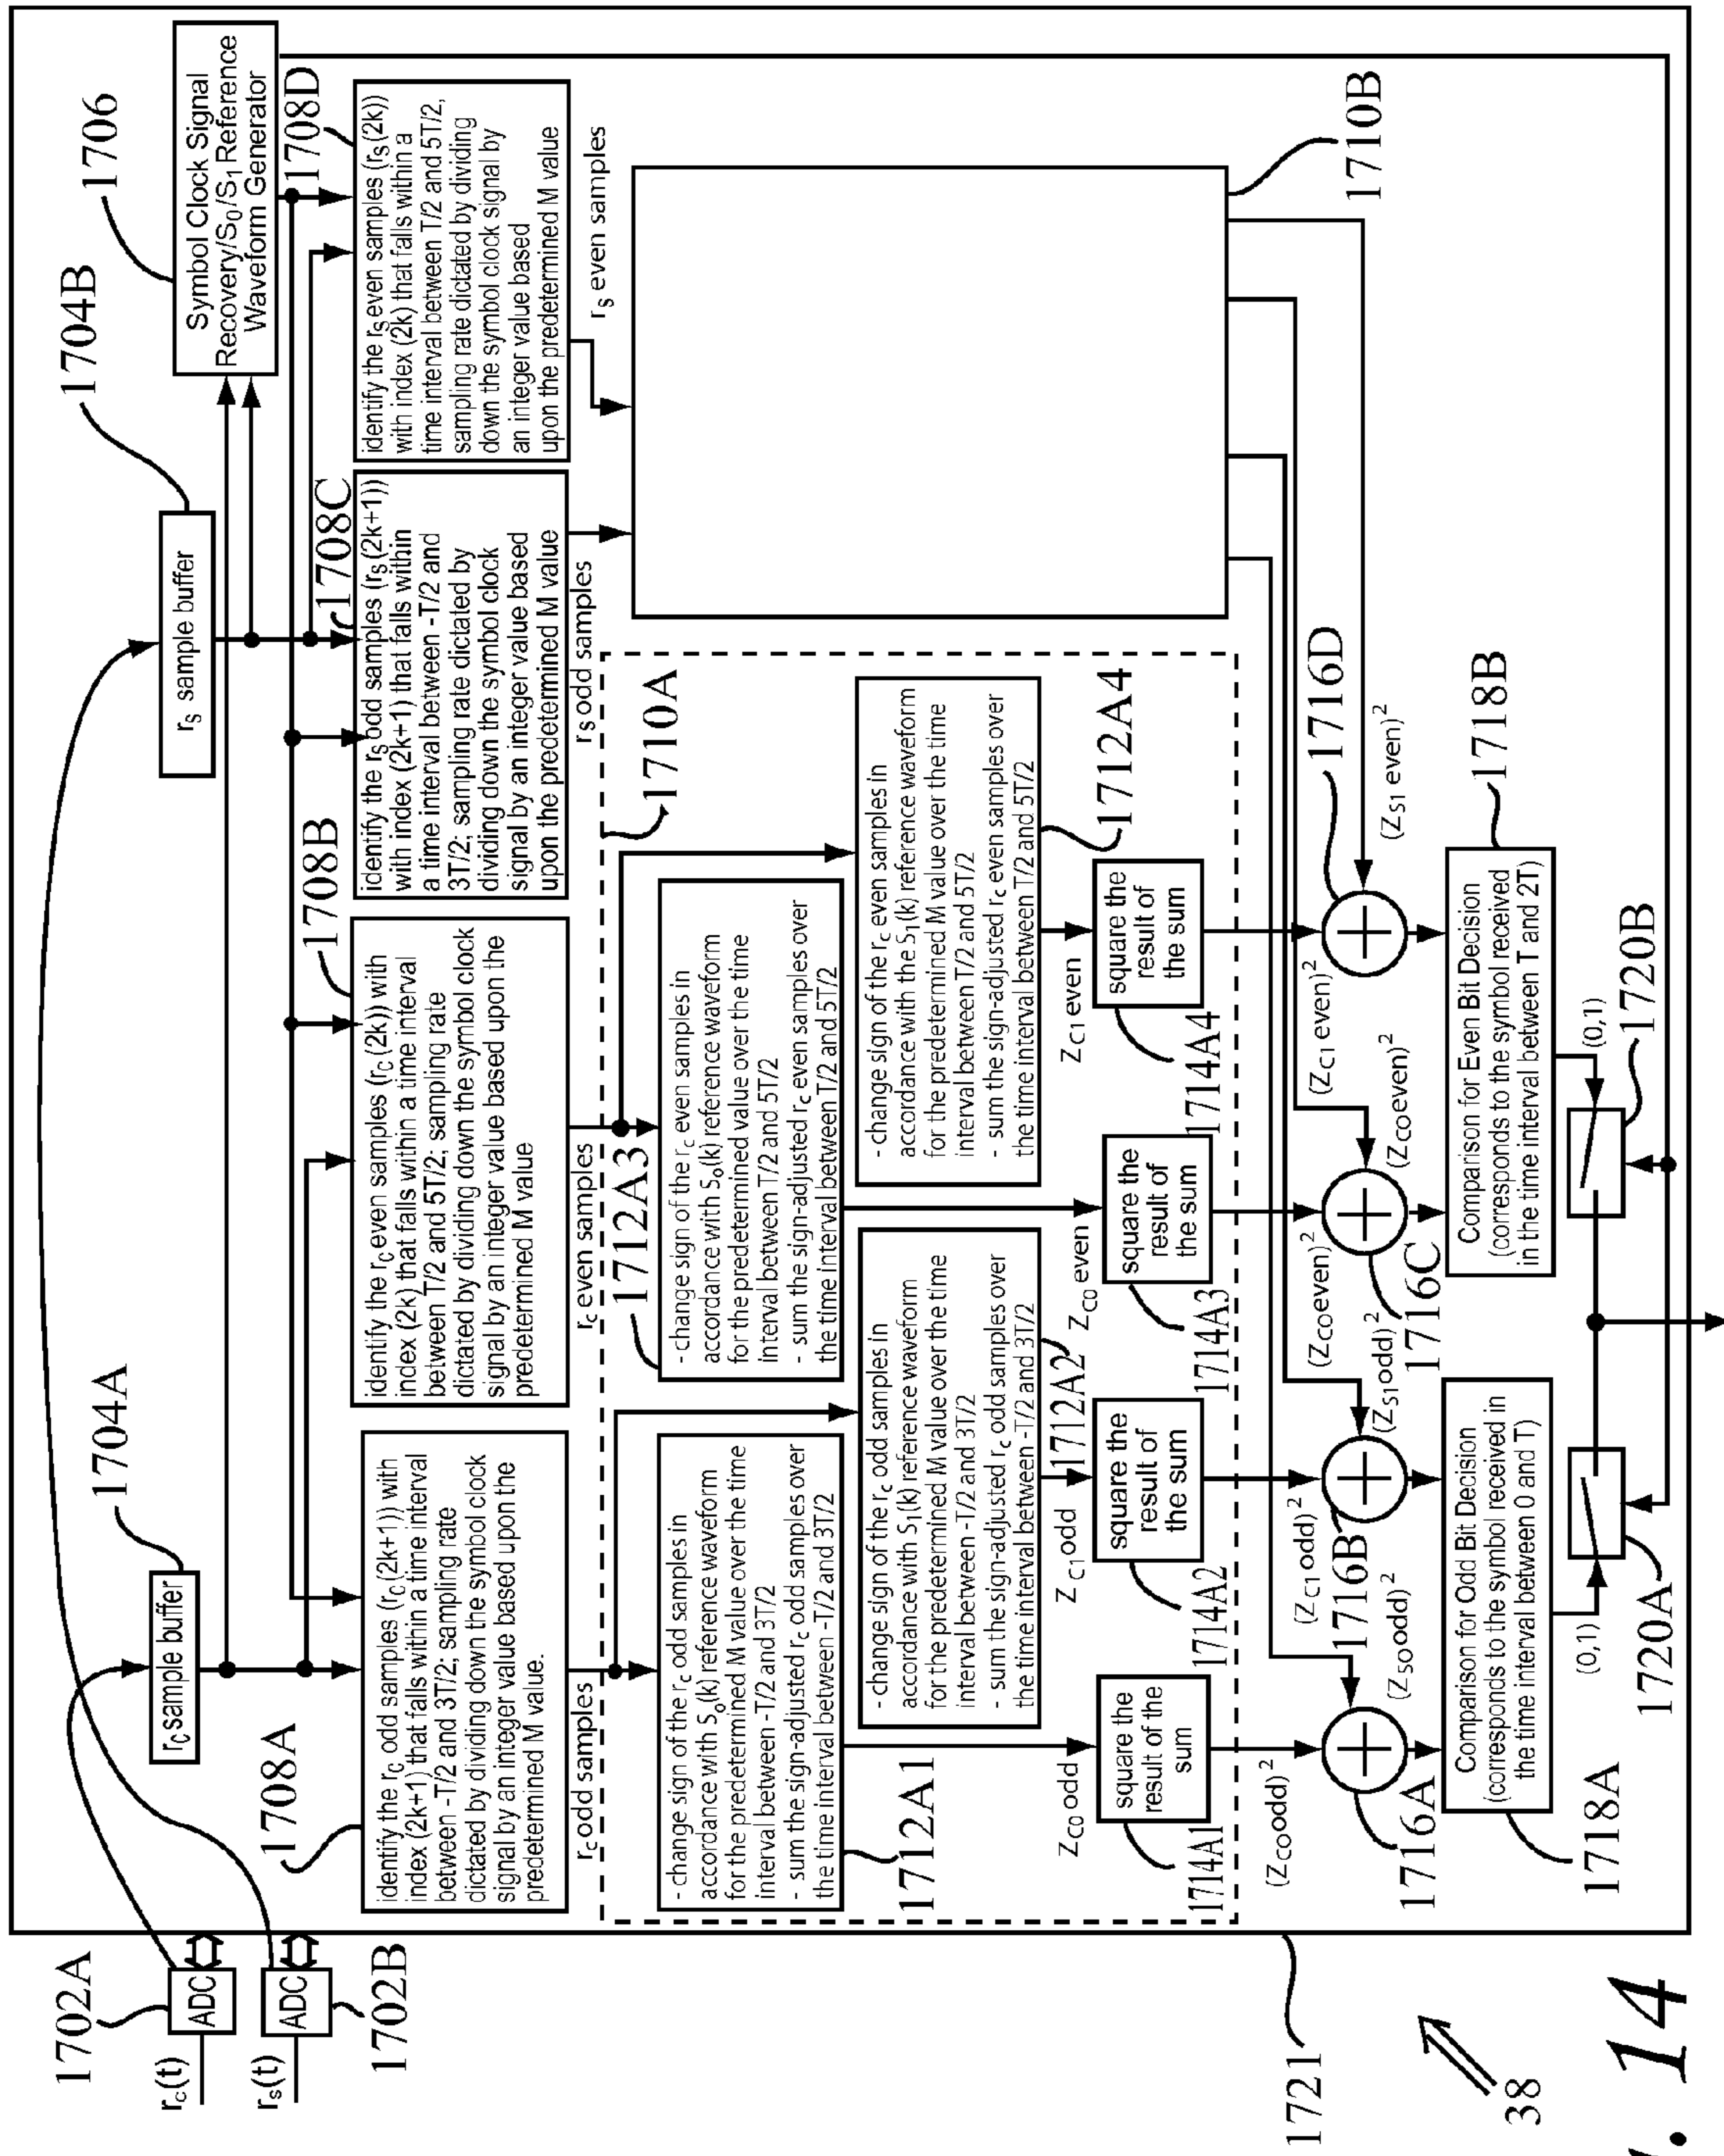 1702A
r_c(t)
ADC
r_s(t)
ADC
1702B
1704A
r_c sample buffer
1704B
r_s sample buffer
1706
Symbol Clock Signal
Recovery/S_0/S_1 Reference
Waveform Generator
1708A
identify the r_c odd samples (r_c(2k+1)) with
index (2k+1) that falls within a time interval
between -T/2 and 3T/2; sampling rate
dictated by dividing down the symbol clock
signal by an integer value based upon the
predetermined M value.
1708B
identify the r_c even samples (r_c(2k)) with
index (2k) that falls within a time interval
between T/2 and 5T/2; sampling rate
dictated by dividing down the symbol clock
signal by an integer value based upon the
predetermined M value
1708C
identify the r_s odd samples (r_s(2k+1))
with index (2k+1) that falls within
a time interval between -T/2 and
3T/2; sampling rate dictated by
dividing down the symbol clock
signal by an integer value based
upon the predetermined M value
1708D
identify the r_s even samples (r_s(2k))
with index (2k) that falls within a
time interval between T/2 and 5T/2,
sampling rate dictated by dividing
down the symbol clock signal by
an integer value based
upon the predetermined M value
r_c odd samples
r_c even samples
r_s odd samples
r_s even samples
1710A
1710B
- change sign of the r_c odd samples in
accordance with S_o(k) reference waveform
for the predetermined M value over the time
interval between -T/2 and 3T/2
- sum the sign-adjusted r_c odd samples over
the time interval between -T/2 and 3T/2
1712A1
- change sign of the r_c odd samples in
accordance with S_1(k) reference waveform
for the predetermined M value over the time
interval between -T/2 and 3T/2
- sum the sign-adjusted r_c odd samples over
the time interval between -T/2 and 3T/2
1712A2
1712A3
- change sign of the r_c even samples in
accordance with S_o(k) reference waveform
for the predetermined value over the time
interval between T/2 and 5T/2
- sum the sign-adjusted r_c even samples over
the time interval between T/2 and 5T/2
- change sign of the r_c even samples in
accordance with the S_1(k) reference waveform
for the predetermined M value over the time
interval between T/2 and 5T/2
- sum the sign-adjusted r_c even samples over
the time interval between T/2 and 5T/2
1712A4
Z_C0 odd
Z_C1 odd
Z_C0 even
Z_C1 even
square the
result of the
sum
1714A1
square the
result of
the sum
1714A2
square the
result of
the sum
1714A3
square the
result of
the sum
1714A4
(Z_CO odd)²
(Z_SO odd)²
1716A
(Z_C1 odd)²
(Z_S1 odd)²
1716B
(Z_CO even)²
(Z_CO even)²
1716C
(Z_C1 even)²
(Z_S1 even)²
1716D
Comparison for Odd Bit Decision
(corresponds to the symbol received in
the time interval between 0 and T)
1718A
Comparison for Even Bit Decision
(corresponds to the symbol received
in the time interval between T and 2T)
1718B
(0,1)
(0,1)
1720A
1720B
1721
38
14